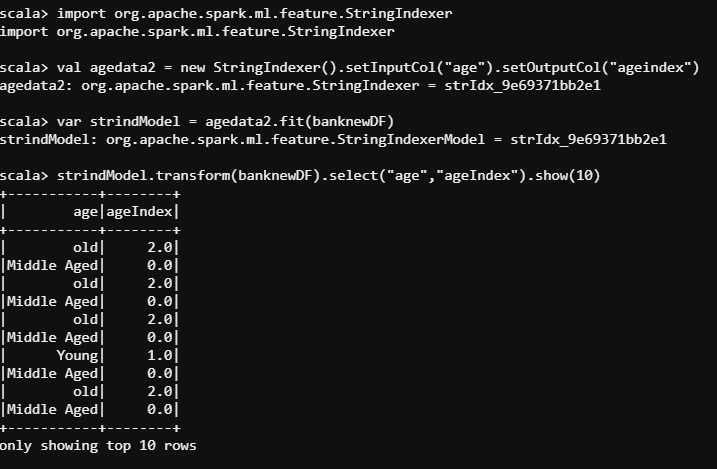 scala> import org.apache.spark.ml.feature.StringIndexer
import org.apache.spark.ml.feature.StringIndexer
scala> val agedata2 = new StringIndexer().setInputCol("age").setOutputCol("ageindex")
agedata2: org.apache.spark.ml.feature.StringIndexer = strIdx_9e69371bb2e1
scala> var strindModel = agedata2.fit(banknewDF)
strindModel: org.apache.spark.ml.feature.StringIndexerModel = strIdx_9e69371bb2e1
scala> strindModel.transform(banknewDF).select("age","ageIndex").show(10)
+-----------+--------+
|        age|ageIndex|
+-----------+--------+
|        old|     2.0|
|Middle Aged|     0.0|
|        old|     2.0|
|Middle Aged|     0.0|
|        old|     2.0|
|Middle Aged|     0.0|
|      Young|     1.0|
|Middle Aged|     0.0|
|        old|     2.0|
|Middle Aged|     0.0|
+-----------+--------+
only showing top 10 rows